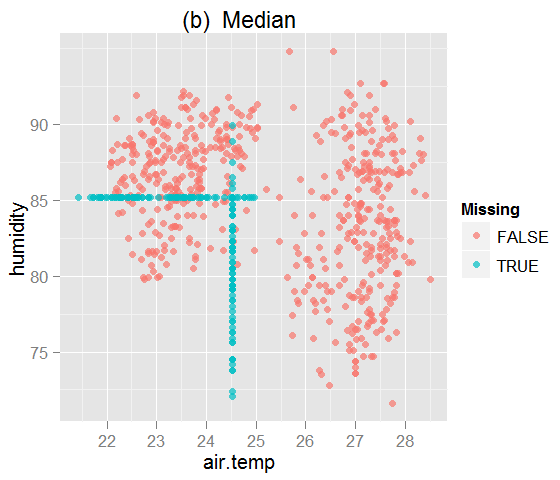 (b) Median
humidity
90
85
80
75
22 23 24 25 26 27 28
air.temp
Missing
FALSE
TRUE